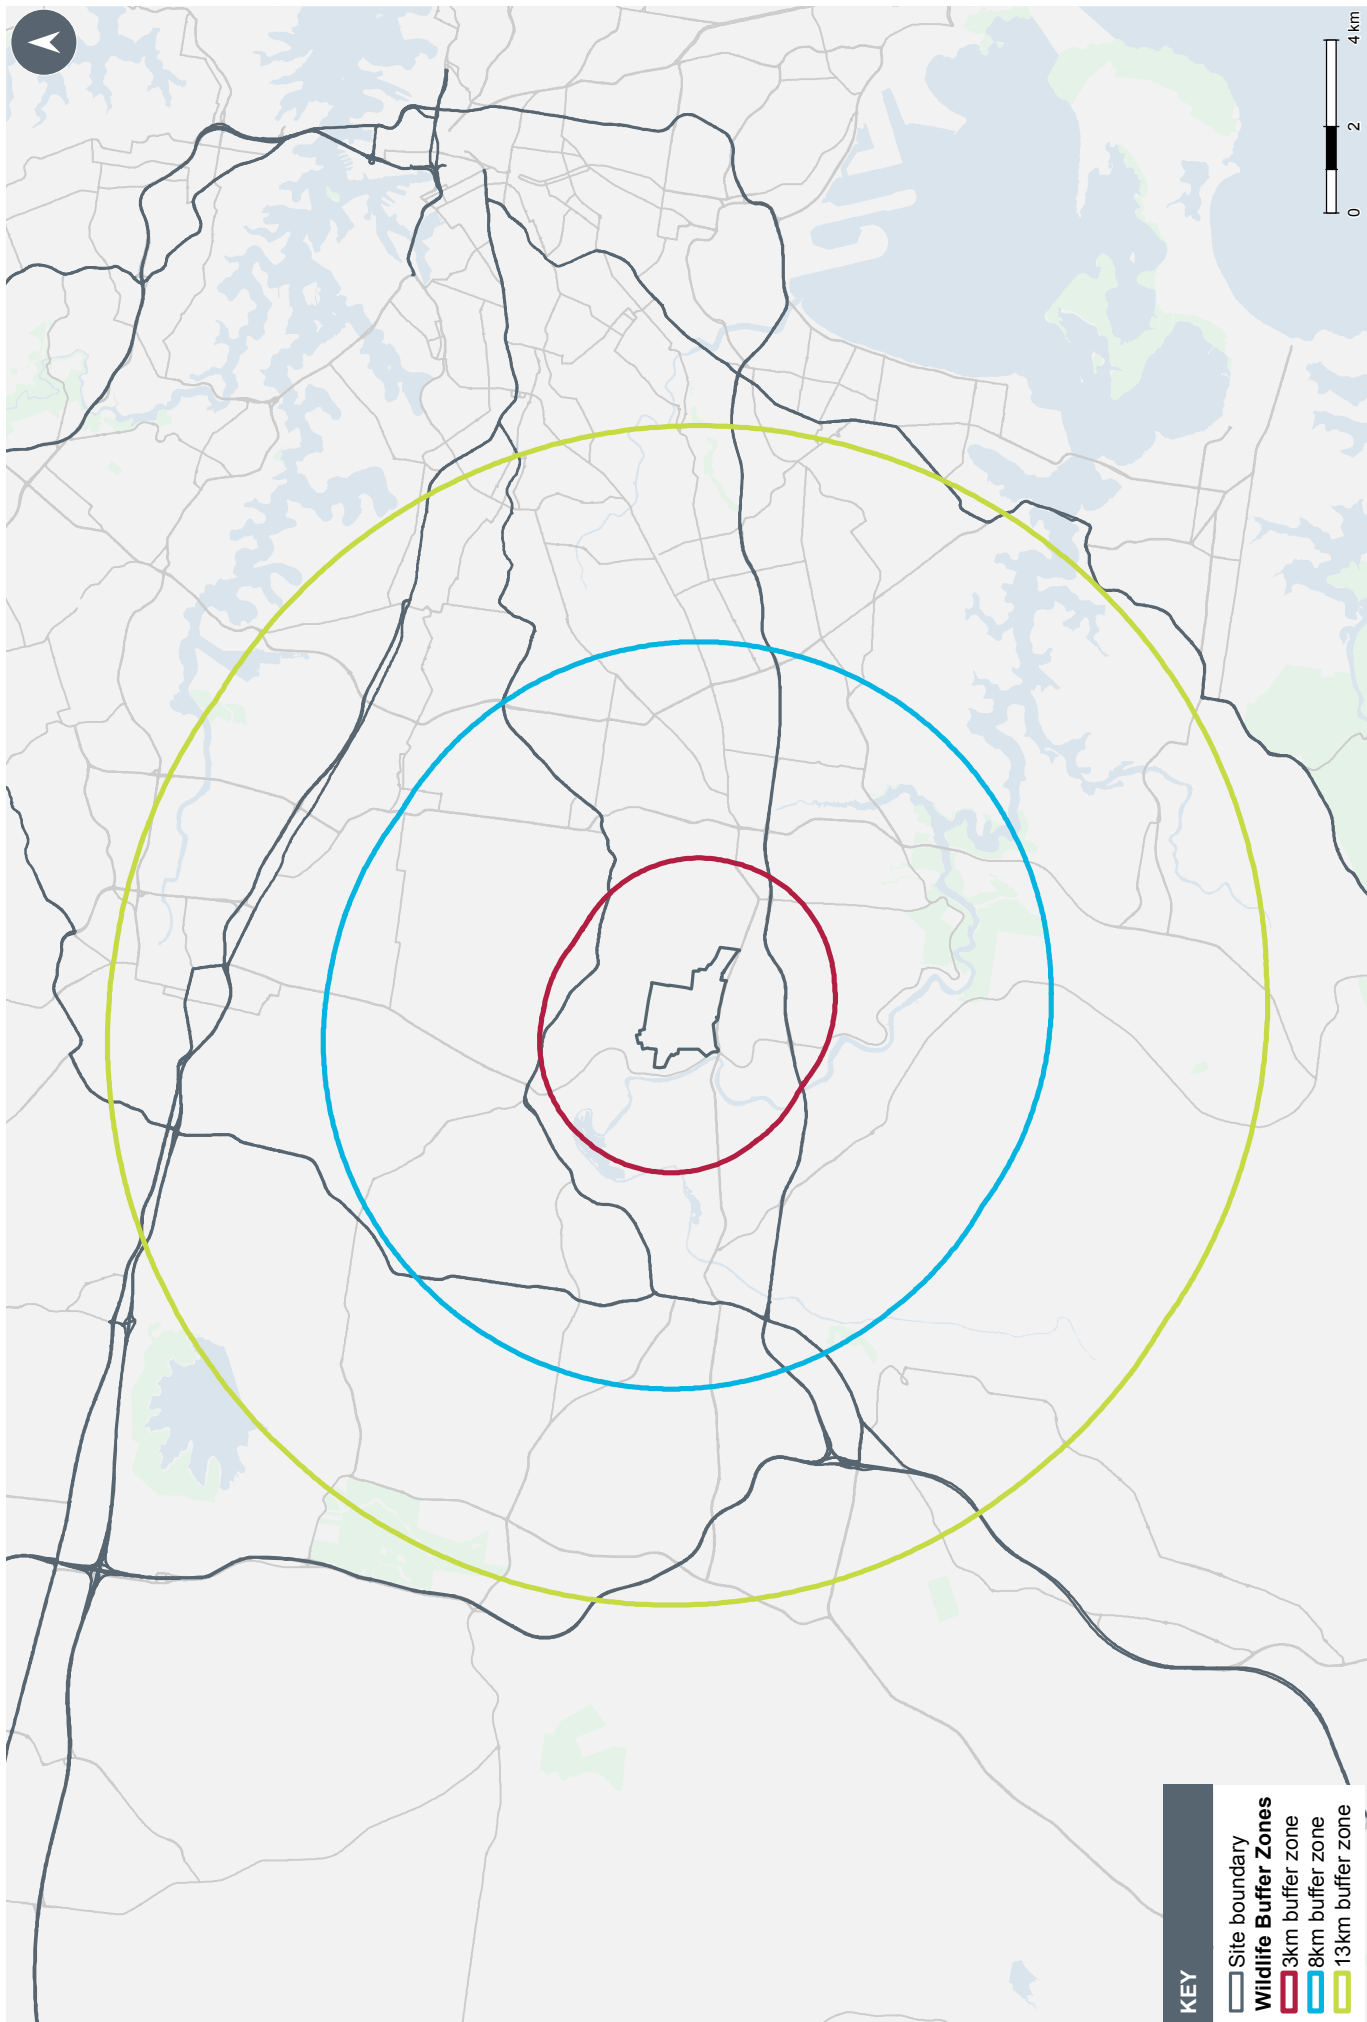 0 2 4 km
KEY
Site boundary
Wildlife Buffer Zones
3km buffer zone
8km buffer zone
13km buffer zone